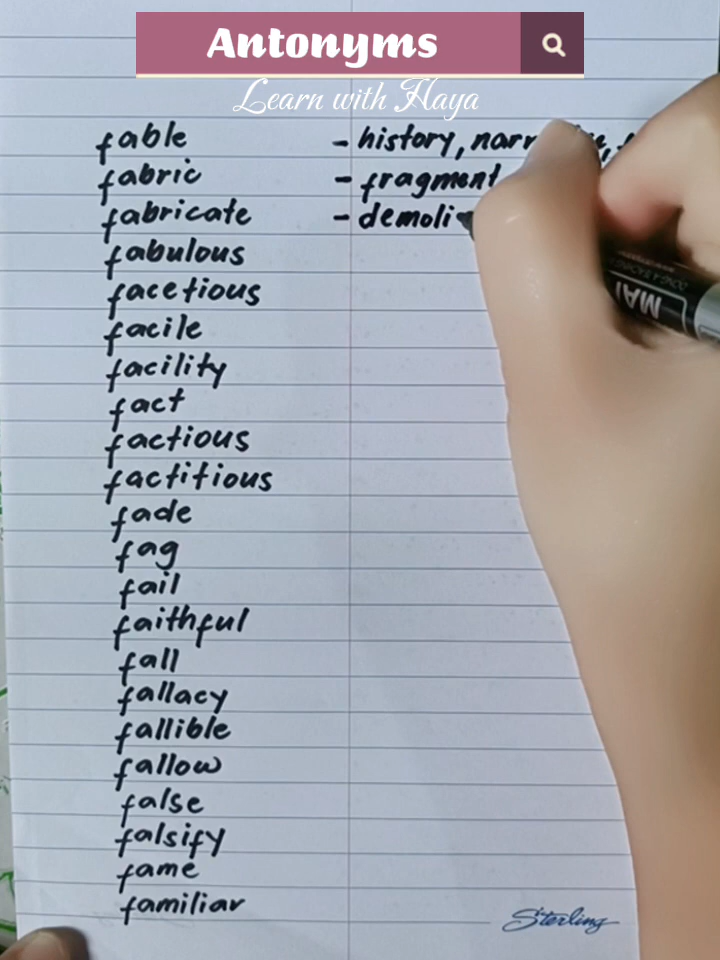 Antonyms
Learn with Haya
fable - history,
fabric - fragment
fabricate - demoli
fabulous
facetious
facile
facility
fact
factious
factitious
fade
fag
fail
faithful
fall
fallacy
fallible
fallow
false
falsify
fame
familiar
Sterling